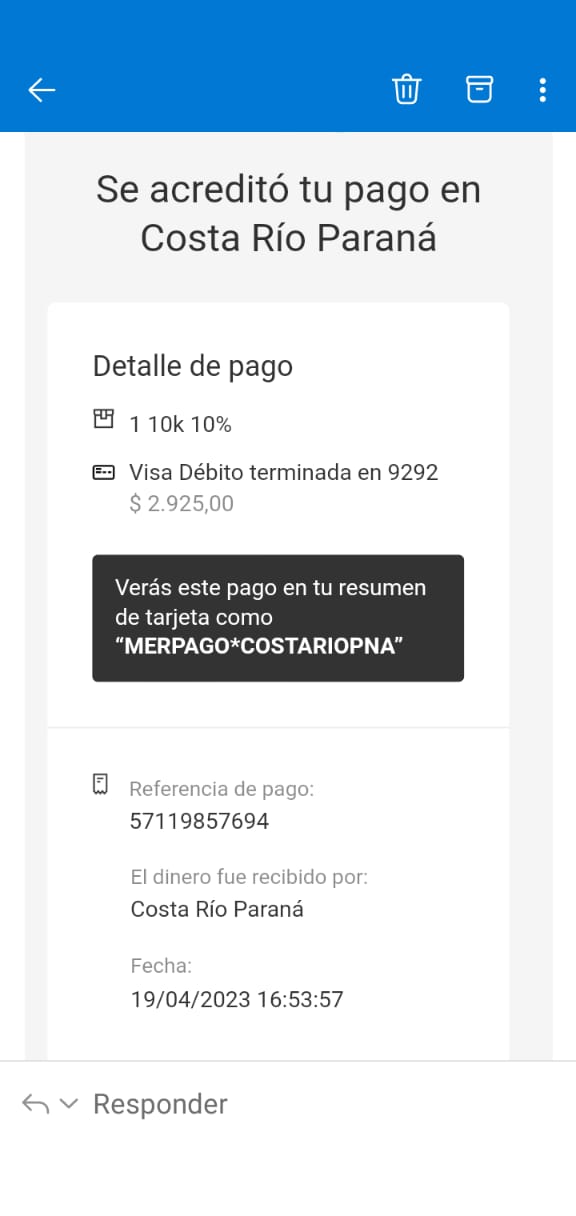 Se acreditó tu pago en
Costa Río Paraná
Detalle de pago
1 10k 10%
Visa Débito terminada en 9292
$ 2.925,00
Verás este pago en tu resumen
de tarjeta como
“MERPAGO*COSTARIOPNA”
Referencia de pago:
57119857694
El dinero fue recibido por:
Costa Río Paraná
Fecha:
19/04/2023 16:53:57
Responder